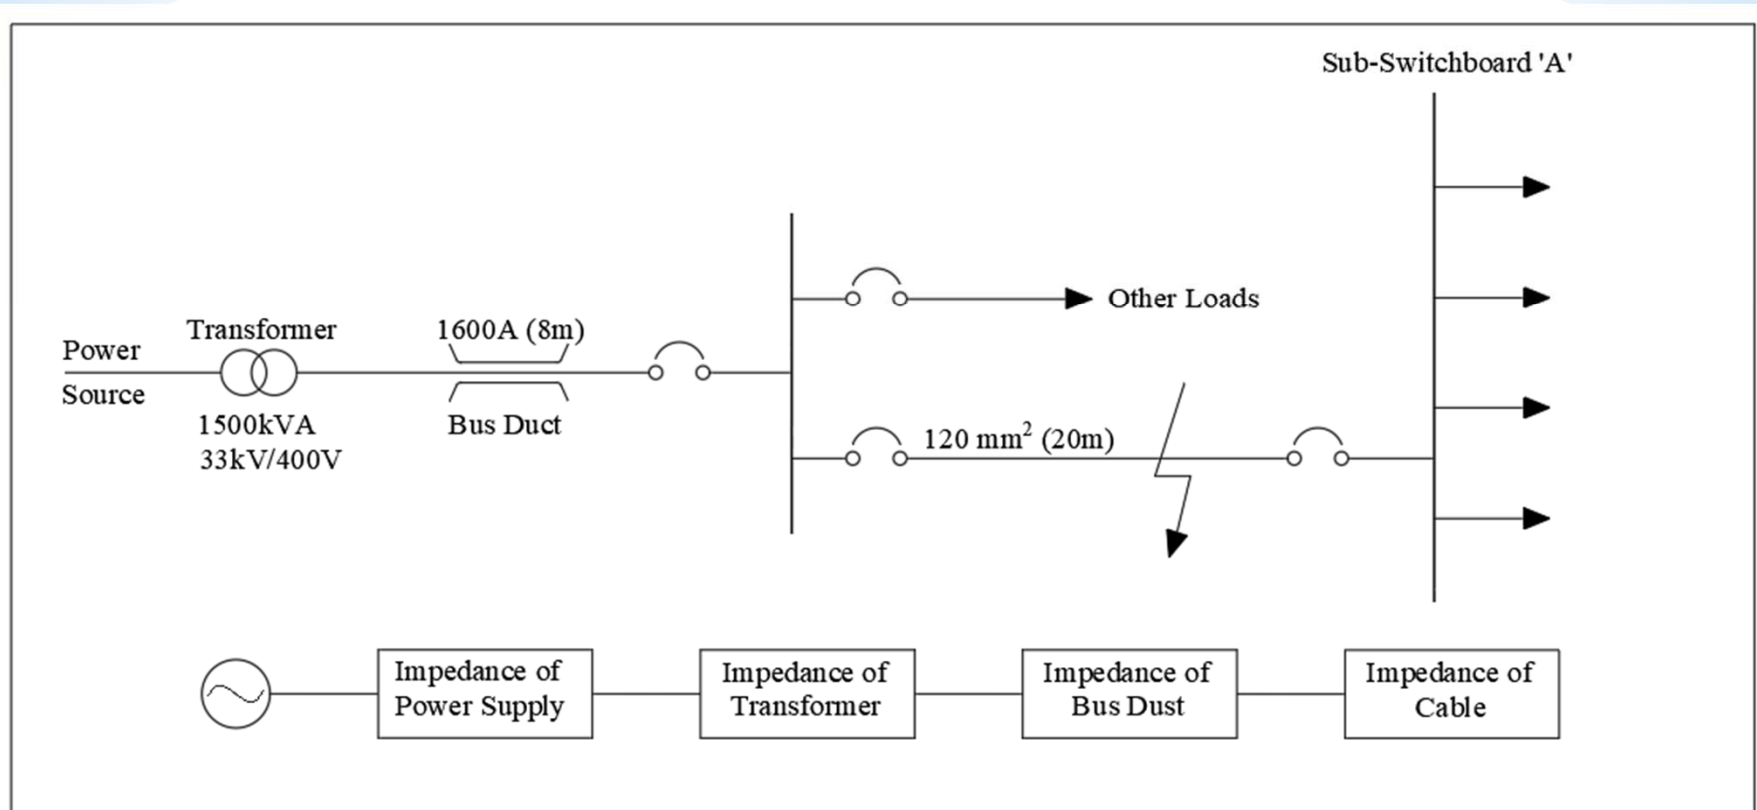 Sub-Switchboard 'A'
Other Loads
Transformer
1600A (8m)
Power
Source
1500kVA
33kV/400V
Bus Duct
120 mm² (20m)
Impedance of
Power Supply
Impedance of
Transformer
Impedance of
Bus Dust
Impedance of
Cable